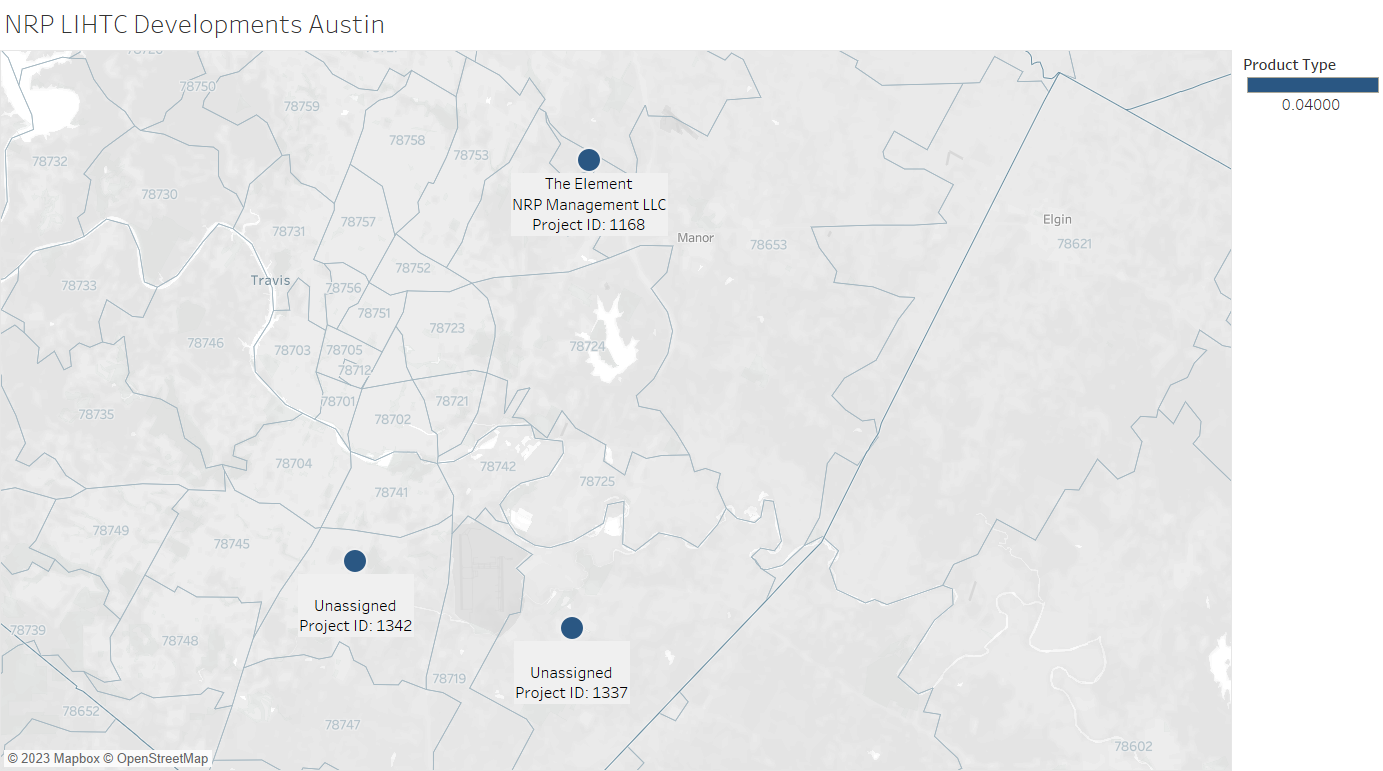 NRP LIHTC Developments Austin
Product Type
0.04000
78750
78759
78758
78753
78732
78730
The Element
NRP Management LLC
Project ID: 1168
78757
78731
Manor
78653
Elgin
78621
78752
Travis
78733
78756
78751
78723
78724
78746
78703
78705
78712
78701
78702
78721
78735
78704
78742
78741
78725
78749
78745
Unassigned
Project ID: 1342
78739
78748
Unassigned
Project ID: 1337
78719
78652
78747
78602
© 2023 Mapbox © OpenStreetMap